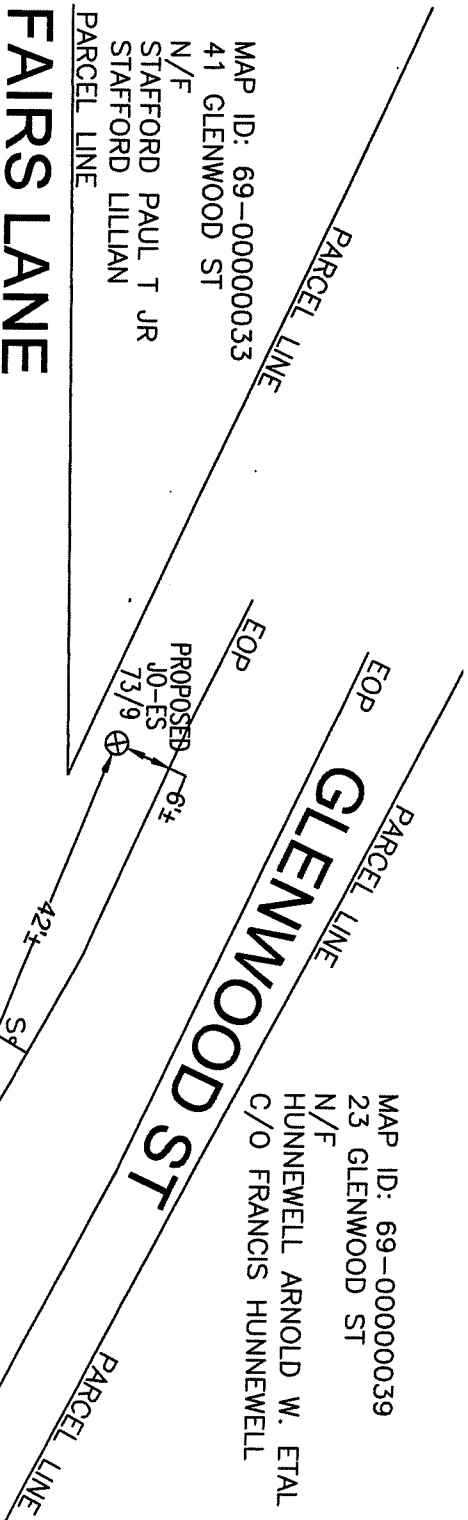 MAP ID: 69-00000033
41 GLENWOOD ST
N/F
STAFFORD PAUL T JR
STAFFORD LILLIAN
PARCEL LINE
FAIRS LANE
PARCEL LINE
EOP
PROPOSED
JO-ES
73/9
6'±
42'±
EOP
GLENWOOD ST
PARCEL LINE
MAP ID: 69-00000039
23 GLENWOOD ST
N/F
HUNNEWELL ARNOLD W. ETAL
C/O FRANCIS HUNNEWELL
PARCEL LINE